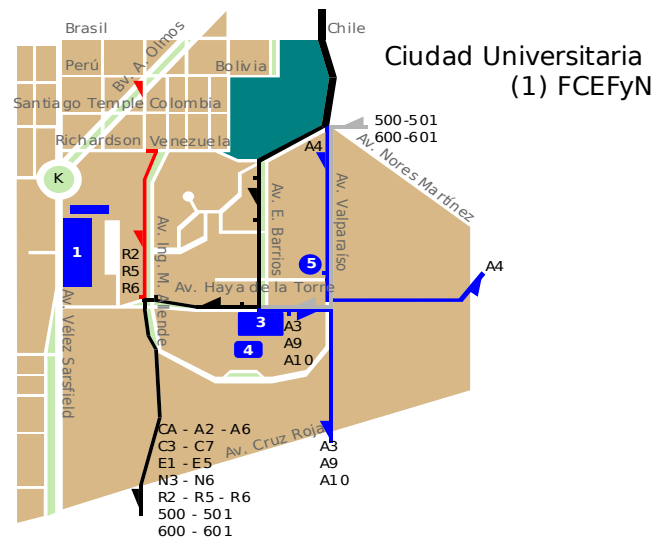 Brasil
Chile
Bv. A. Olmos
Ciudad Universitaria
Perú
Bolivia
(1) FCEFyN
Santiago Temple Colombia
500-501
600-601
Richardson Venezuela
A4
Av. Nores Martínez
K
Av. E. Barrios
Av. Valparaíso
Av. Ing. M. Allende
1
R2
R5
R6
5
A4
Av. Haya de la Torre
Av. Vélez Sarsfield
3
A3
A9
A10
4
CA - A2 - A6
C3 - C7
E1 - E5
N3 - N6
R2 - R5 - R6
500 - 501
600 - 601
Av. Cruz Roja
A3
A9
A10